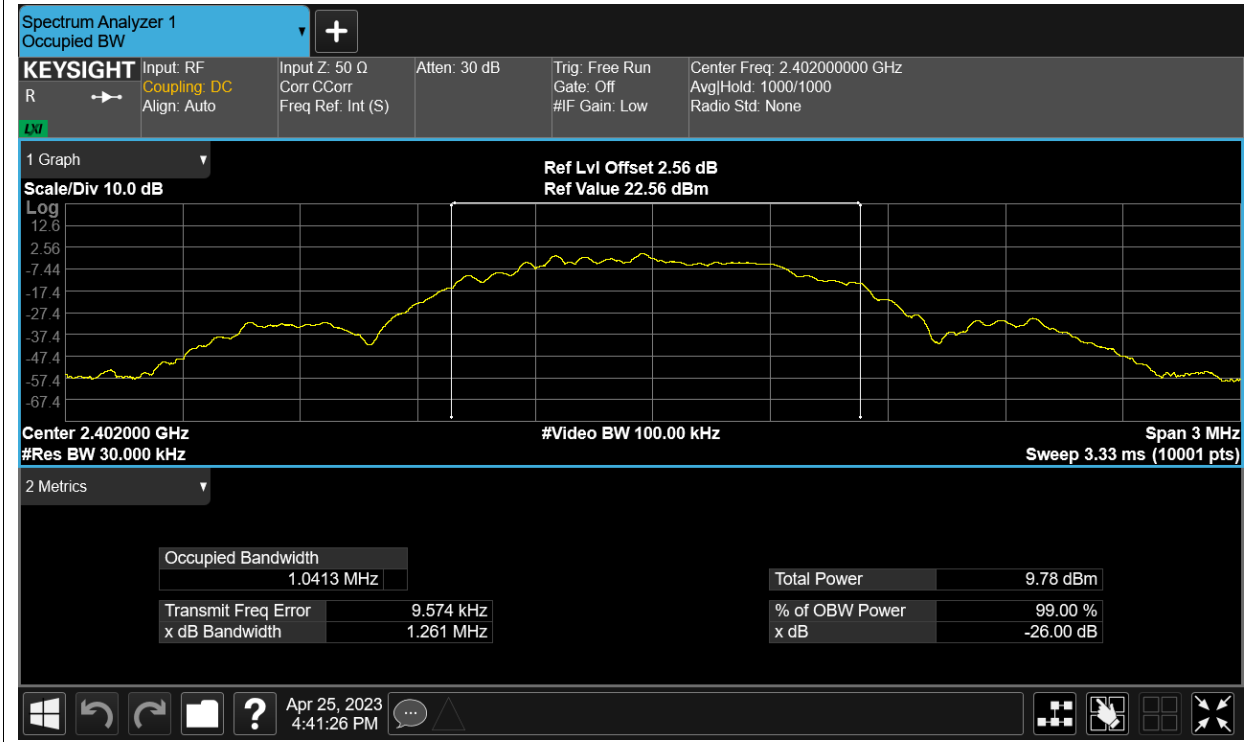 Spectrum Analyzer 1
Occupied BW
KEYSIGHT Input: RF Input Z: 50 Ω Atten: 30 dB Trig: Free Run Center Freq: 2.402000000 GHz
R Coupling: DC Corr CCorr Gate: Off Avg|Hold: 1000/1000
Align: Auto Freq Ref: Int (S) #IF Gain: Low Radio Std: None
LXI
1 Graph Ref Lvl Offset 2.56 dB
Scale/Div 10.0 dB Ref Value 22.56 dBm
Log
12.6
2.56
-7.44
-17.4
-27.4
-37.4
-47.4
-57.4
-67.4
Center 2.402000 GHz #Video BW 100.00 kHz Span 3 MHz
#Res BW 30.000 kHz Sweep 3.33 ms (10001 pts)
2 Metrics
Occupied Bandwidth
1.0413 MHz Total Power 9.78 dBm
Transmit Freq Error 9.574 kHz % of OBW Power 99.00 %
x dB Bandwidth 1.261 MHz x dB -26.00 dB
? Apr 25, 2023
4:41:26 PM